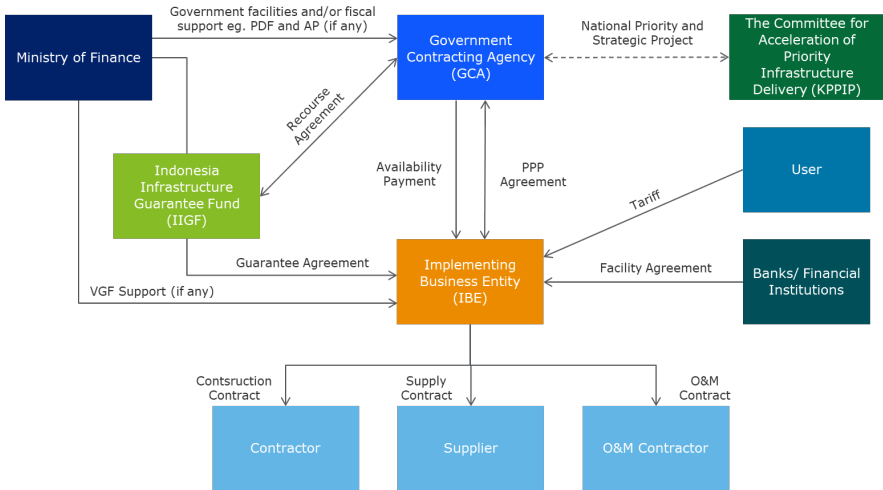 Government facilities and/or fiscal
support eg. PDF and AP (if any)
Ministry of Finance
Government
Contracting Agency
(GCA)
National Priority and
Strategic Project
The Committee for
Acceleration of
Priority
Infrastructure
Delivery (KPPIP)
Recourse
Agreement
Indonesia
Infrastructure
Guarantee Fund
(IIGF)
Availability
Payment
PPP
Agreement
User
Tariff
Guarantee Agreement
Implementing
Business Entity
(IBE)
Facility Agreement
Banks/ Financial
Institutions
VGF Support (if any)
Contsruction
Contract
Supply
Contract
O&M
Contract
Contractor
Supplier
O&M Contractor